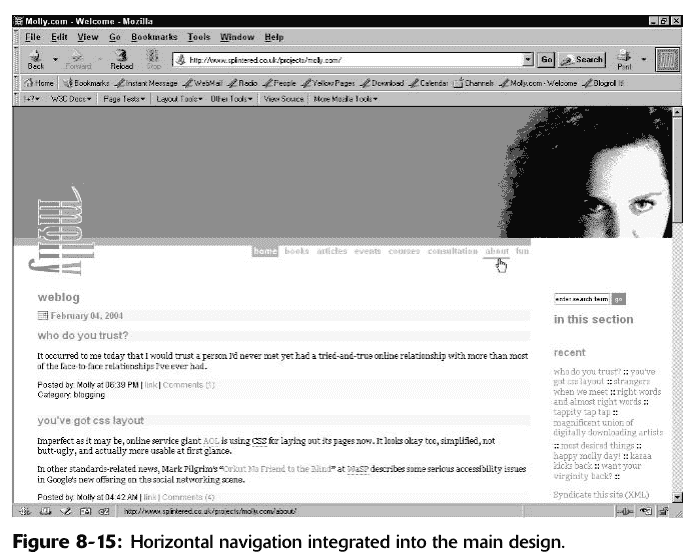 Molly.com - Welcome - Mozilla
File Edit View Go Bookmarks Tools Window Help
Back Forward Reload Stop http://www.splintered.co.uk/projects/molly.com/ Go Search Print
Home Bookmarks Instant Message WebMail Radio People Yellow Pages Download Calendar Channels Molly.com - Welcome Blogroll It!
W3C Docs Page Tests Layout Tools Other Tools View Source More Mozilla Tools
molly
home books articles events courses consultation about fun
weblog
February 04, 2004
who do you trust?
It occurred to me today that I would trust a person I'd never met yet had a tried-and-true online relationship with more than most
of the face-to-face relationships I've ever had.
Posted by: Molly at 06:39 PM | link | Comments (1)
Category: blogging
you've got css layout
Imperfect as it may be, online service giant AOL is using CSS for laying out its pages now. It looks okay too, simplified, not
butt-ugly, and actually more usable at first glance.
In other standards-related news, Mark Pilgrim's “Orkut No Friend to the Blind” at WaSP describes some serious accessibility issues
in Google's new offering on the social networking scene.
Posted by: Molly at 04:42 AM | link | Comments (4)
enter search term go
in this section
recent
who do you trust? :: you've
got css layout :: strangers
when we meet :: right words
and almost right words ::
tappity tap tap ::
magnificent union of
digitally downloading artists
:: most desired things ::
happy molly day! :: kazaa
kicks back :: want your
virginity back? ::
Syndicate this site (XML)
http://www.splintered.co.uk/projects/molly.com/about/
Figure 8-15: Horizontal navigation integrated into the main design.